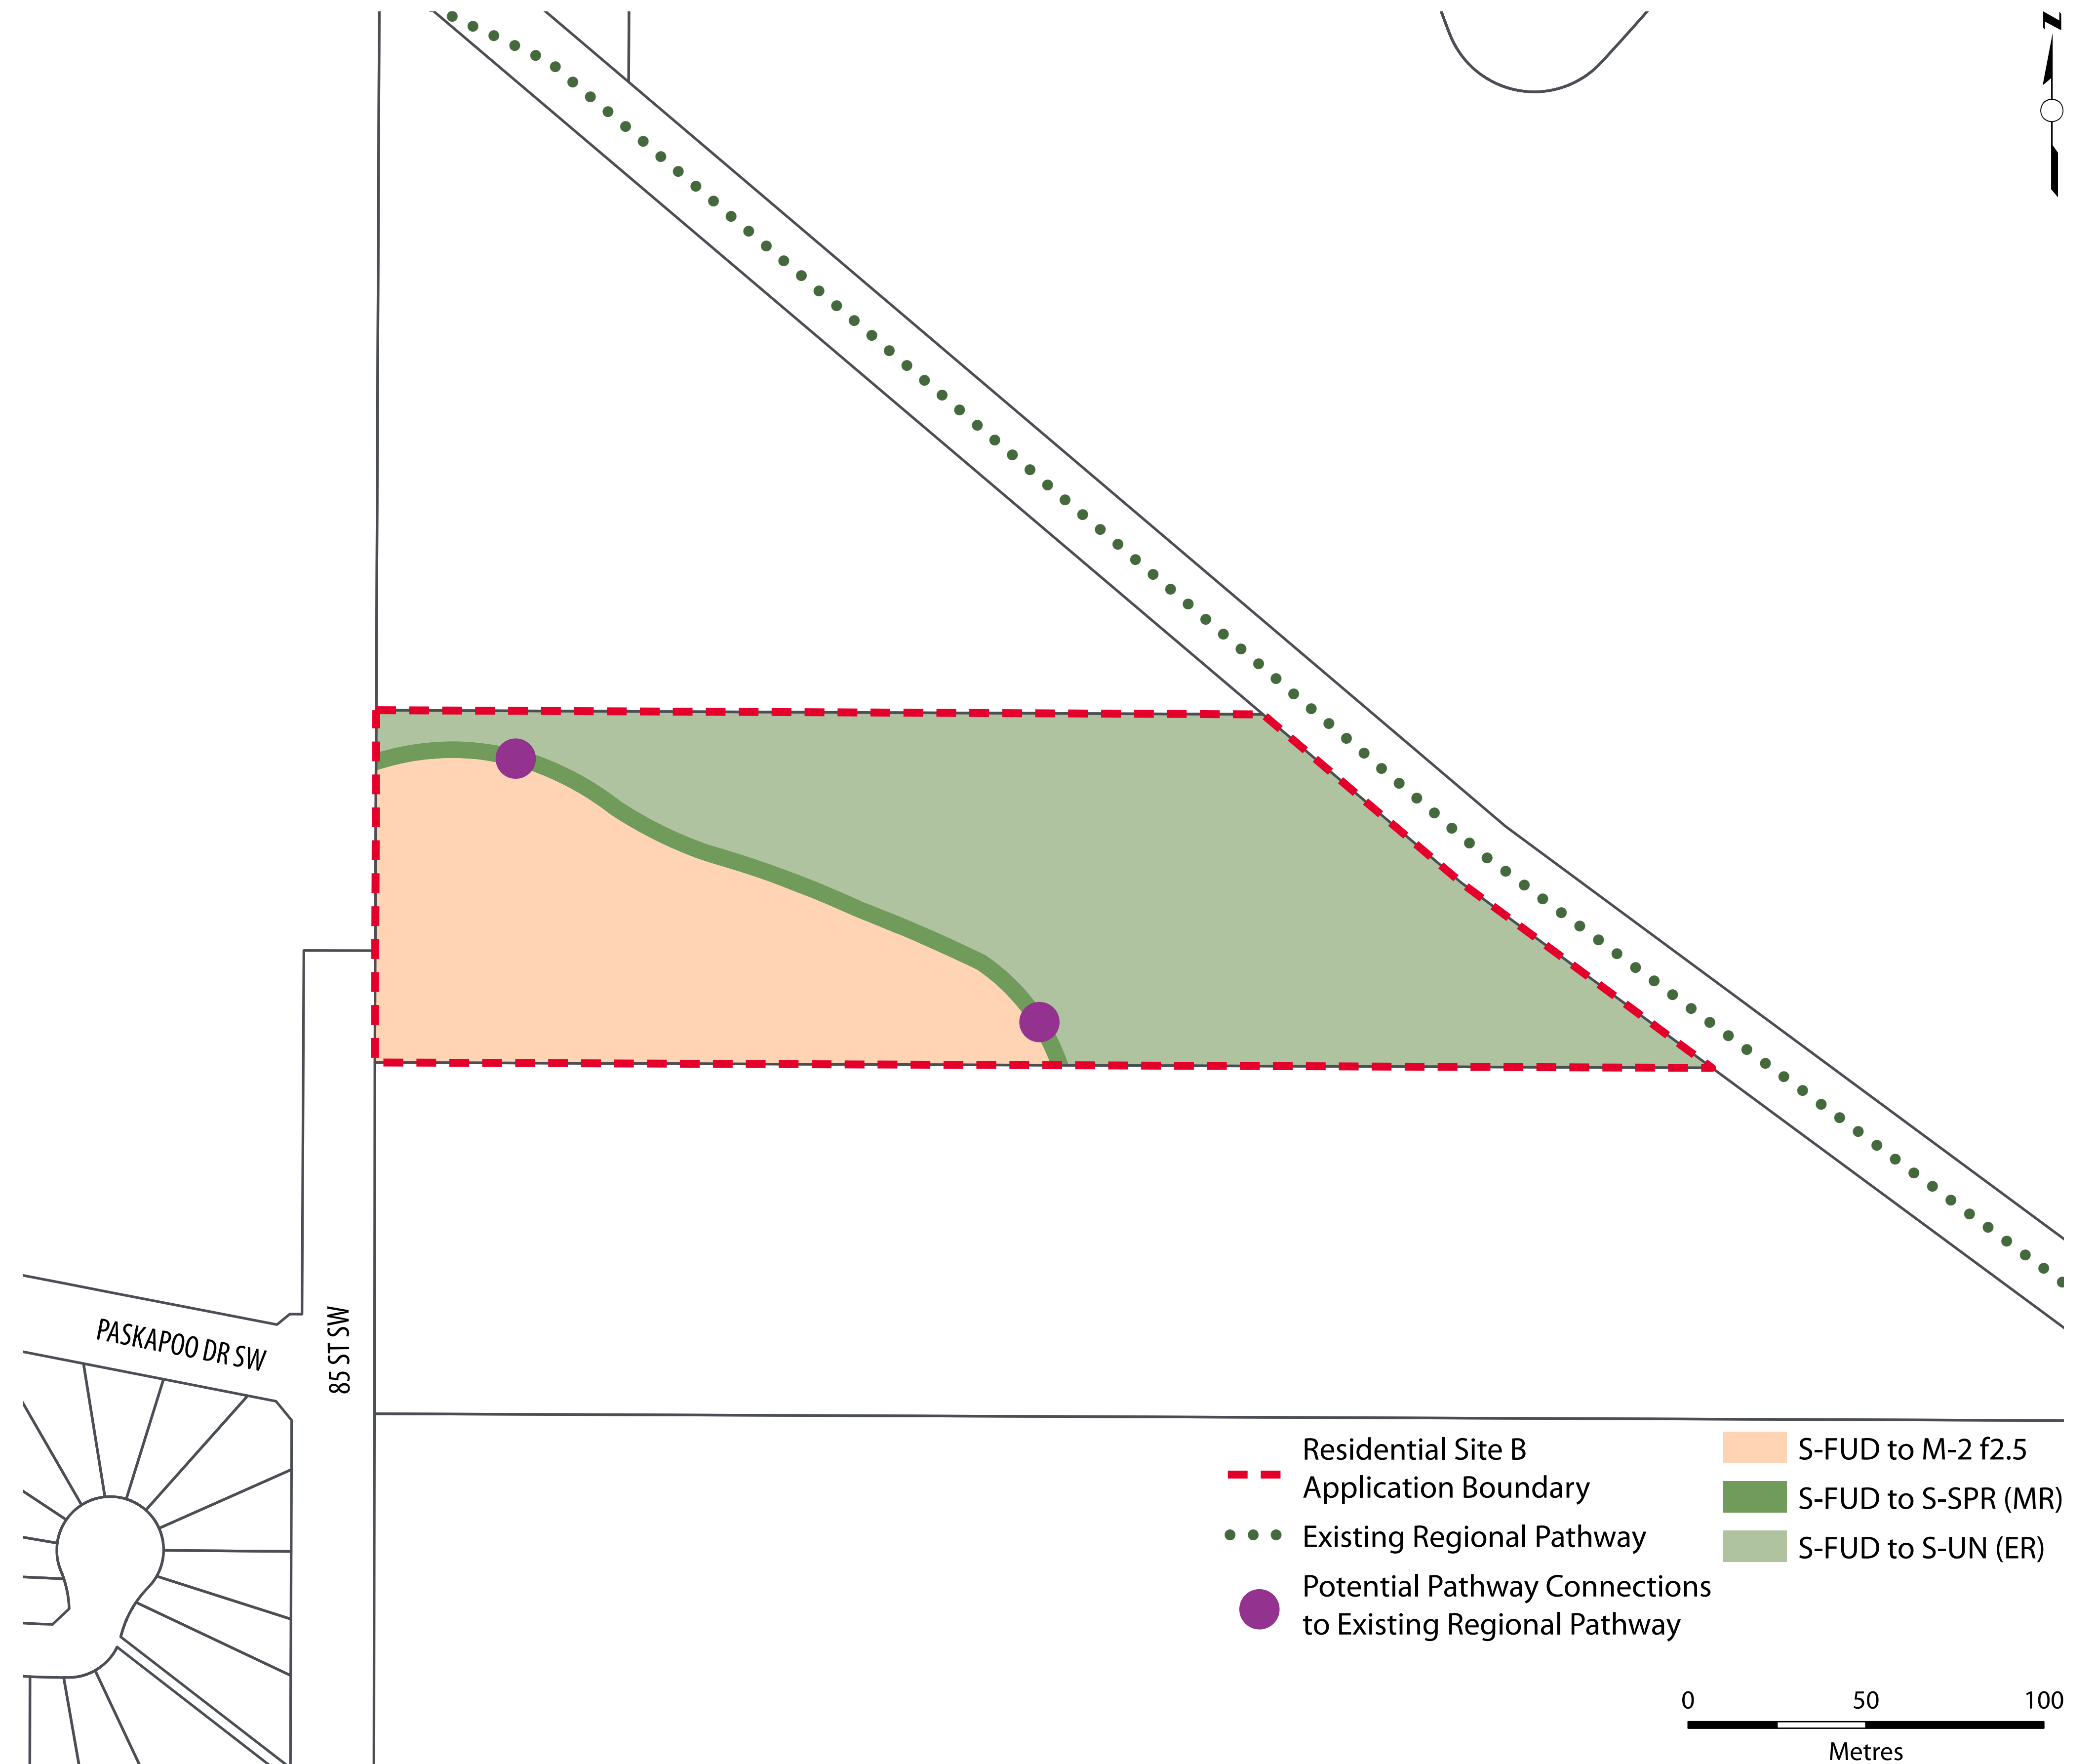 N
PASKAPOO DR SW
85 ST SW
Residential Site B
Application Boundary
Existing Regional Pathway
Potential Pathway Connections
to Existing Regional Pathway
S-FUD to M-2 f2.5
S-FUD to S-SPR (MR)
S-FUD to S-UN (ER)
0 50 100
Metres